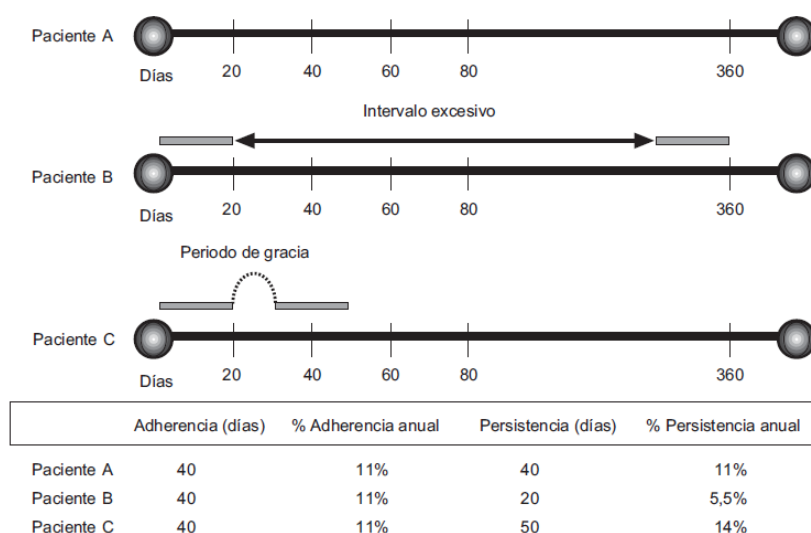 Paciente A
Días 20 40 60 80 360
Intervalo excesivo
Paciente B
Días 20 40 60 80 360
Periodo de gracia
Paciente C
Días 20 40 60 80 360
Adherencia (días) % Adherencia anual Persistencia (días) % Persistencia anual
Paciente A 40 11% 40 11%
Paciente B 40 11% 20 5,5%
Paciente C 40 11% 50 14%